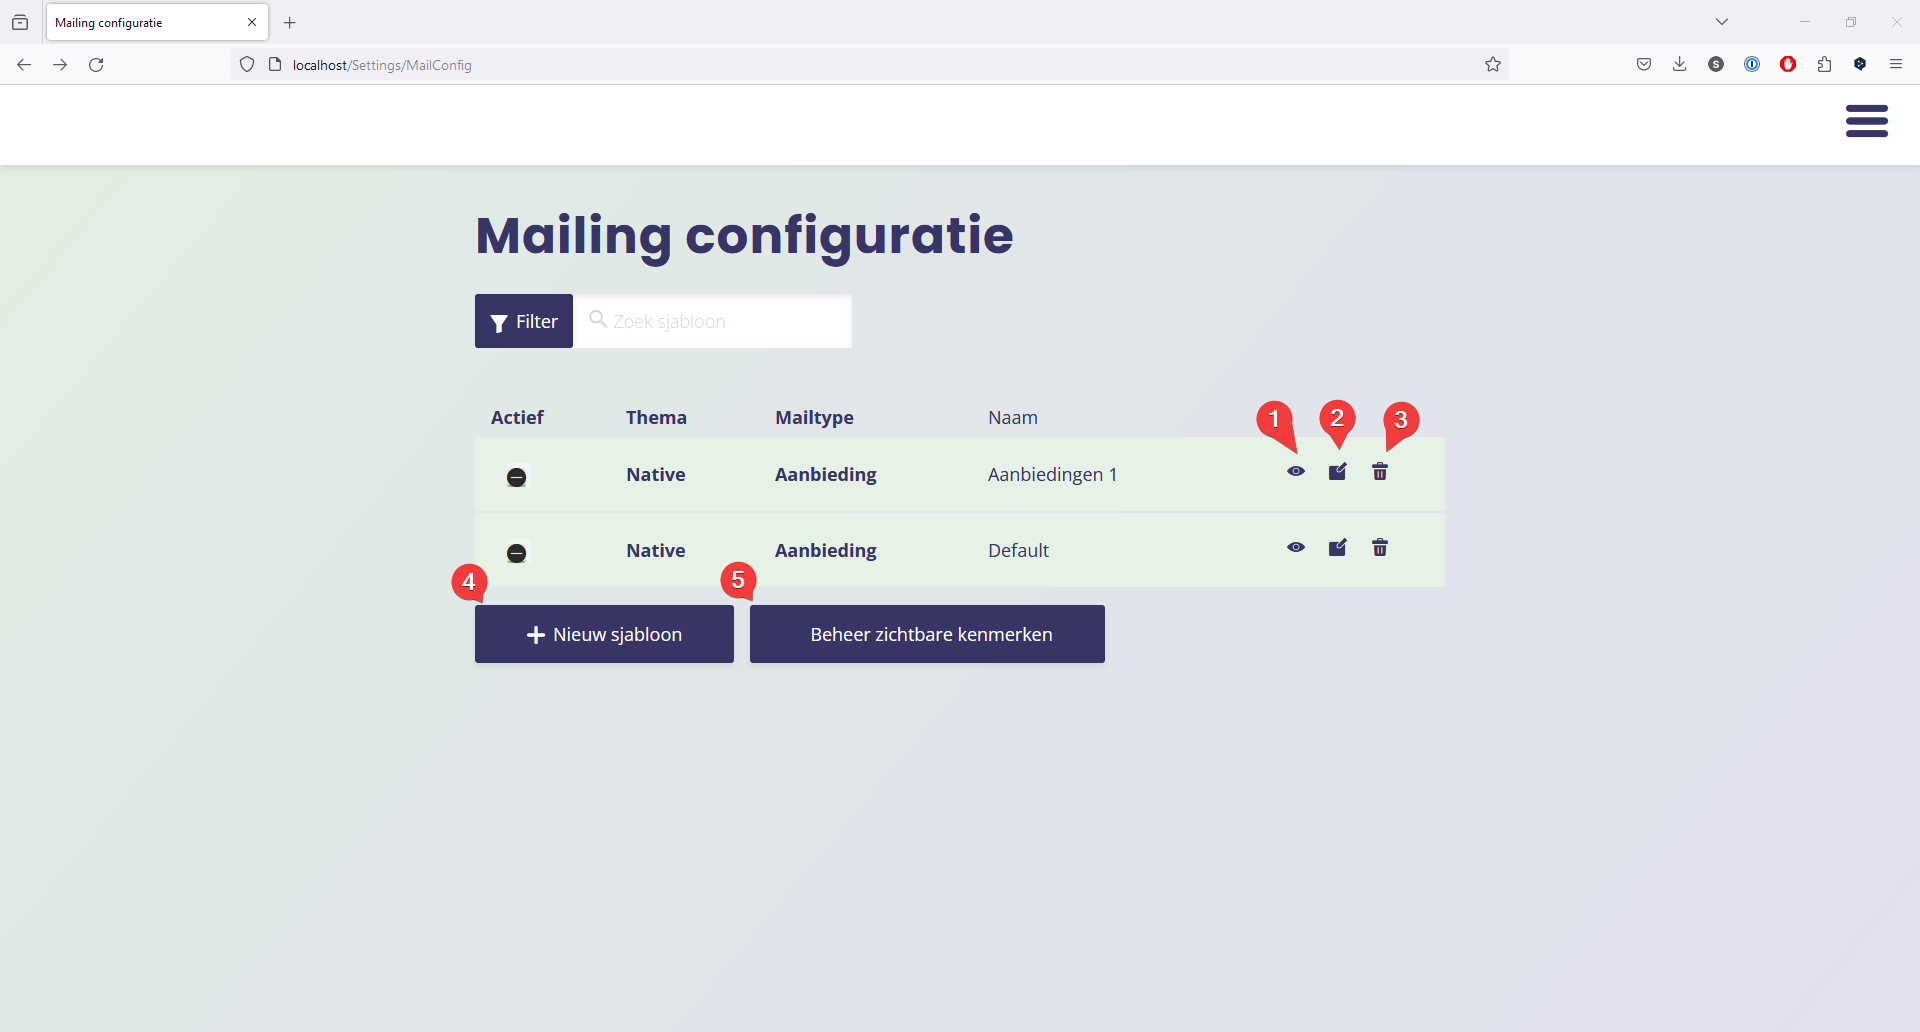 Mailing configuratie
localhost/Settings/MailConfig
S
Mailing configuratie
Filter
Zoek sjabloon
Actief Thema Mailtype Naam 1 2 3
Native Aanbieding Aanbiedingen 1
Native Aanbieding Default
4 5
Nieuw sjabloon Beheer zichtbare kenmerken